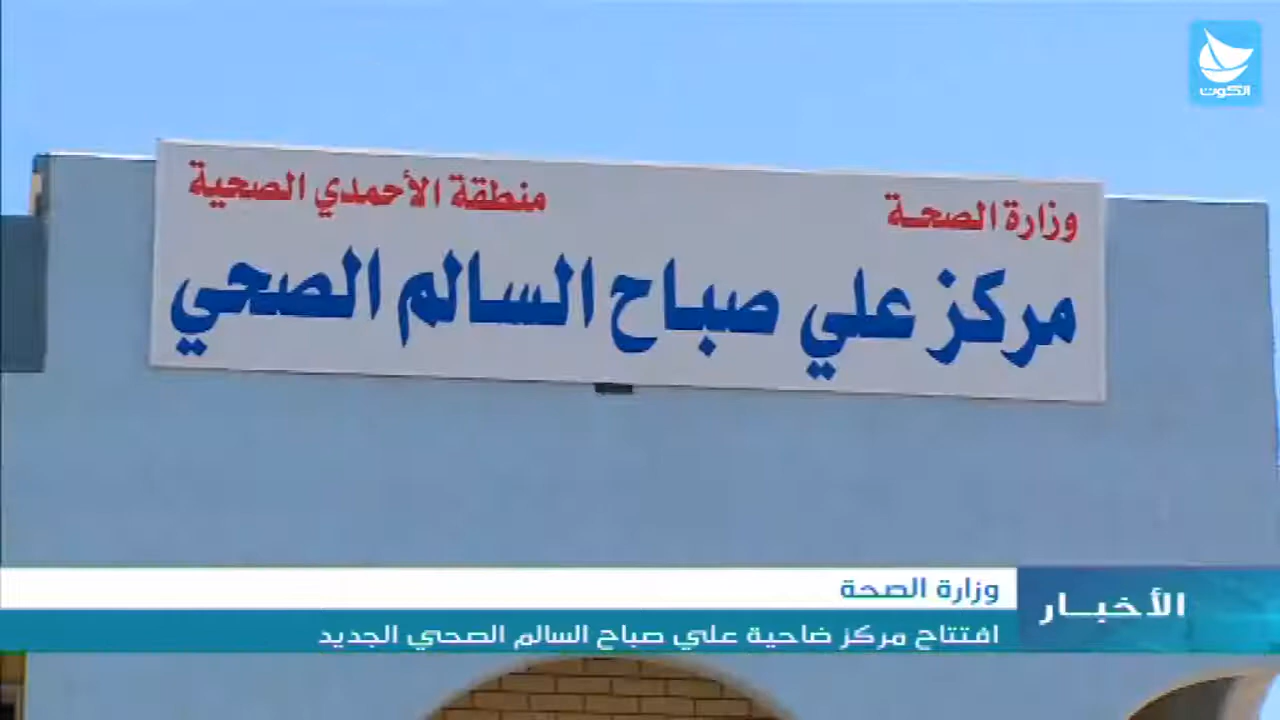 الكوت
وزارة الصحة
منطقة الأحمدي الصحية
مركز علي صباح السالم الصحي
الأخبار
وزارة الصحة
افتتاح مركز ضاحية علي صباح السالم الصحي الجديد